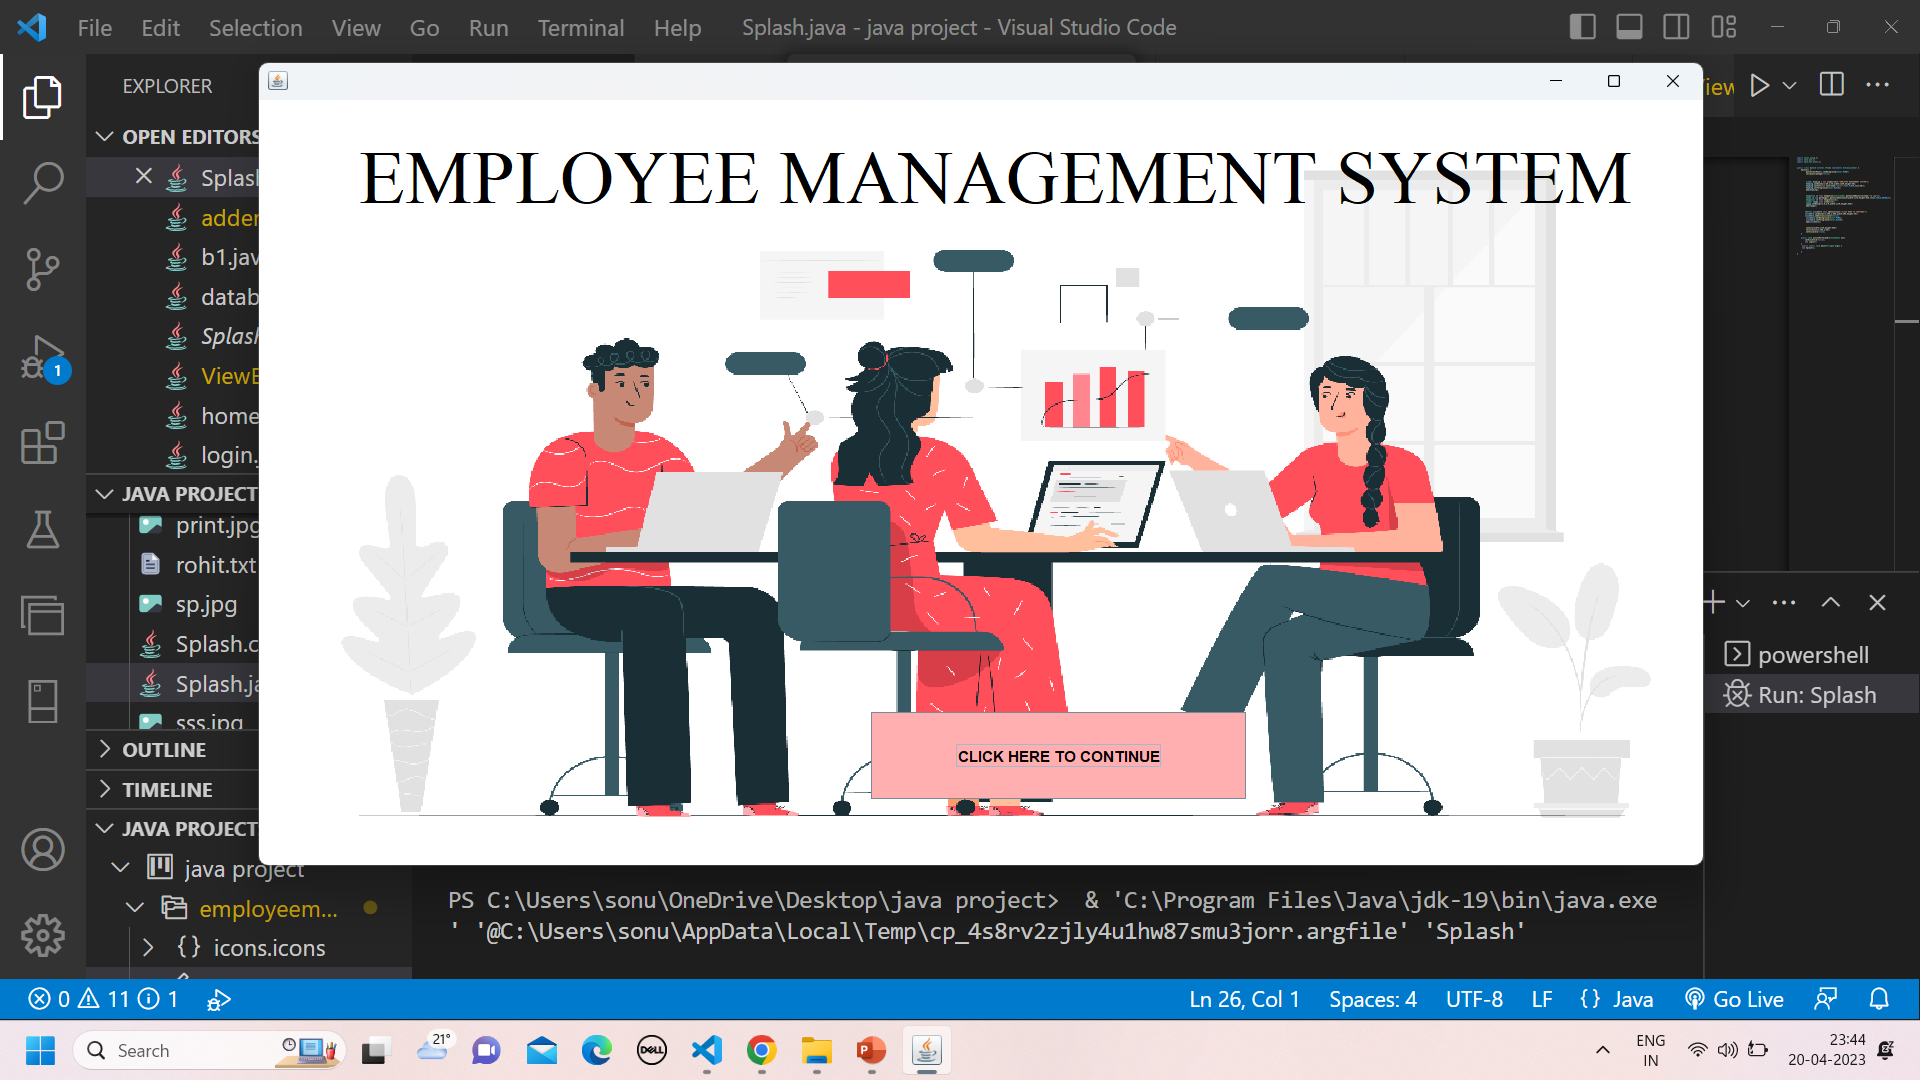 File Edit Selection View Go Run Terminal Help Splash.java - java project - Visual Studio Code
EXPLORER
OPEN EDITORS
b1.jav
home
login.
JAVA PROJECT
print.jpg
rohit.txt
sp.jpg
Splash.c
Splash.ja
sss.jpg
OUTLINE
TIMELINE
JAVA PROJECT
java project
employeem...
icons.icons
1
EMPLOYEE MANAGEMENT SYSTEM
CLICK HERE TO CONTINUE
powershell
Run: Splash
PS C:\Users\sonu\OneDrive\Desktop\java project> & 'C:\Program Files\Java\jdk-19\bin\java.exe
' '@C:\Users\sonu\AppData\Local\Temp\cp_4s8rv2zjly4u1hw87smu3jorr.argfile' 'Splash'
0 11 1 Ln 26, Col 1 Spaces: 4 UTF-8 LF {} Java Go Live
Search 21° DELL ENG IN 23:44
20-04-2023